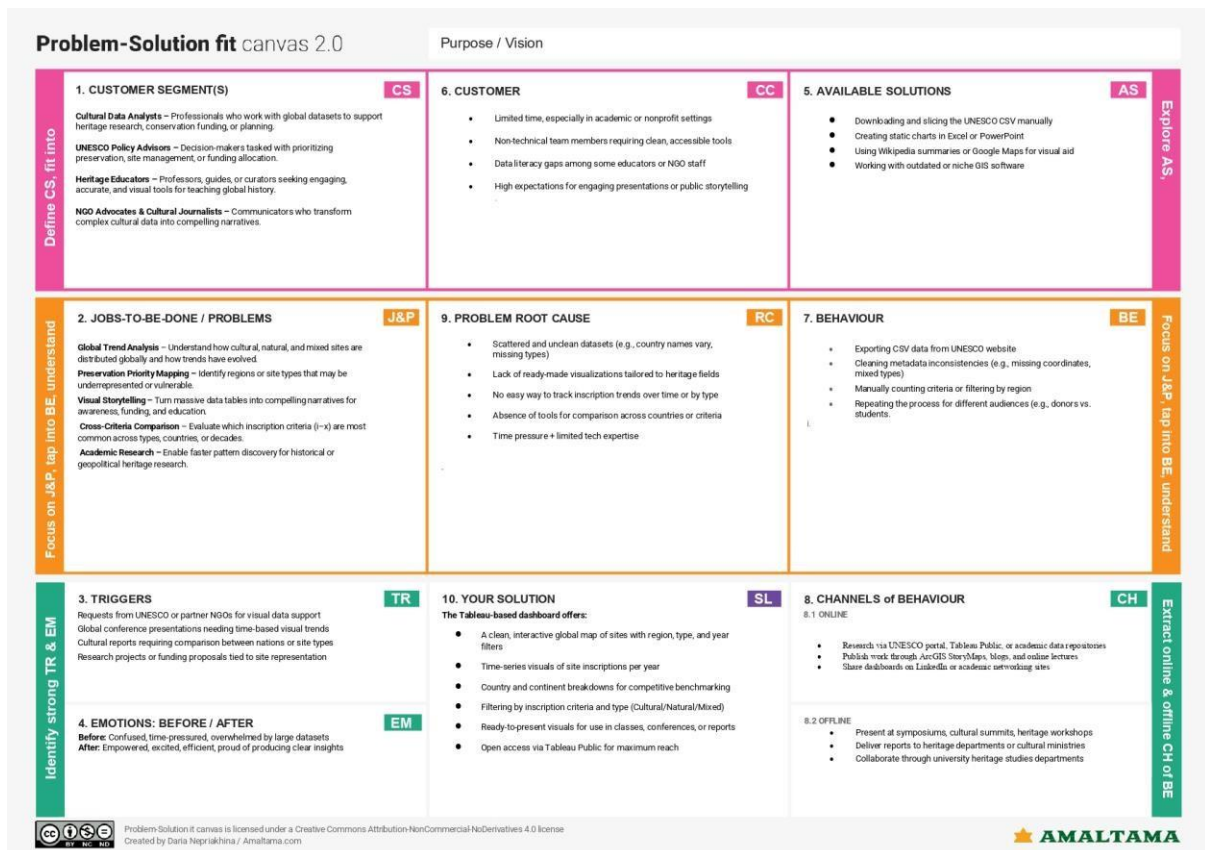 Problem-Solution fit canvas 2.0
Purpose / Vision
Define CS, fit into
1. CUSTOMER SEGMENT(S)
CS
Cultural Data Analysts – Professionals who work with global datasets to support
heritage research, conservation funding, or planning.
UNESCO Policy Advisors – Decision-makers tasked with prioritizing
preservation, site management, or funding allocation.
Heritage Educators – Professors, guides, or curators seeking engaging,
accurate, and visual tools for teaching global history.
NGO Advocates & Cultural Journalists – Communicators who transform
complex cultural data into compelling narratives.
6. CUSTOMER
CC
• Limited time, especially in academic or nonprofit settings
• Non-technical team members requiring clean, accessible tools
• Data literacy gaps among some educators or NGO staff
• High expectations for engaging presentations or public storytelling
5. AVAILABLE SOLUTIONS
AS
• Downloading and slicing the UNESCO CSV manually
• Creating static charts in Excel or PowerPoint
• Using Wikipedia summaries or Google Maps for visual aid
• Working with outdated or niche GIS software
Explore AS,
Focus on J&P, tap into BE, understand
2. JOBS-TO-BE-DONE / PROBLEMS
J&P
Global Trend Analysis – Understand how cultural, natural, and mixed sites are
distributed globally and how trends have evolved.
Preservation Priority Mapping – Identify regions or site types that may be
underrepresented or vulnerable.
Visual Storytelling – Turn massive data tables into compelling narratives for
awareness, funding, and education.
Cross-Criteria Comparison – Evaluate which inscription criteria (i–x) are most
common across types, countries, or decades.
Academic Research – Enable faster pattern discovery for historical or
geopolitical heritage research.
9. PROBLEM ROOT CAUSE
RC
• Scattered and unclean datasets (e.g., country names vary,
missing types)
• Lack of ready-made visualizations tailored to heritage fields
• No easy way to track inscription trends over time or by type
• Absence of tools for comparison across countries or criteria
• Time pressure + limited tech expertise
7. BEHAVIOUR
BE
• Exporting CSV data from UNESCO website
• Cleaning metadata inconsistencies (e.g., missing coordinates,
mixed types)
• Manually counting criteria or filtering by region
• Repeating the process for different audiences (e.g., donors vs.
students.
i.
Focus on J&P, tap into BE, understand
Identify strong TR & EM
3. TRIGGERS
TR
Requests from UNESCO or partner NGOs for visual data support
Global conference presentations needing time-based visual trends
Cultural reports requiring comparison between nations or site types
Research projects or funding proposals tied to site representation
4. EMOTIONS: BEFORE / AFTER
EM
Before: Confused, time-pressured, overwhelmed by large datasets
After: Empowered, excited, efficient, proud of producing clear insights
10. YOUR SOLUTION
SL
The Tableau-based dashboard offers:
• A clean, interactive global map of sites with region, type, and year
filters
• Time-series visuals of site inscriptions per year
• Country and continent breakdowns for competitive benchmarking
• Filtering by inscription criteria and type (Cultural/Natural/Mixed)
• Ready-to-present visuals for use in classes, conferences, or reports
• Open access via Tableau Public for maximum reach
8. CHANNELS of BEHAVIOUR
CH
8.1 ONLINE
• Research via UNESCO portal, Tableau Public, or academic data repositories
• Publish work through ArcGIS StoryMaps, blogs, and online lectures
• Share dashboards on LinkedIn or academic networking sites
8.2 OFFLINE
• Present at symposiums, cultural summits, heritage workshops
• Deliver reports to heritage departments or cultural ministries
• Collaborate through university heritage studies departments
Extract online & offline CH of BE
cc BY NC ND
Problem-Solution it canvas is licensed under a Creative Commons Attribution-NonCommercial-NoDerivatives 4.0 license
Created by Daria Nepriakhina / Amaltama.com
AMALTAMA